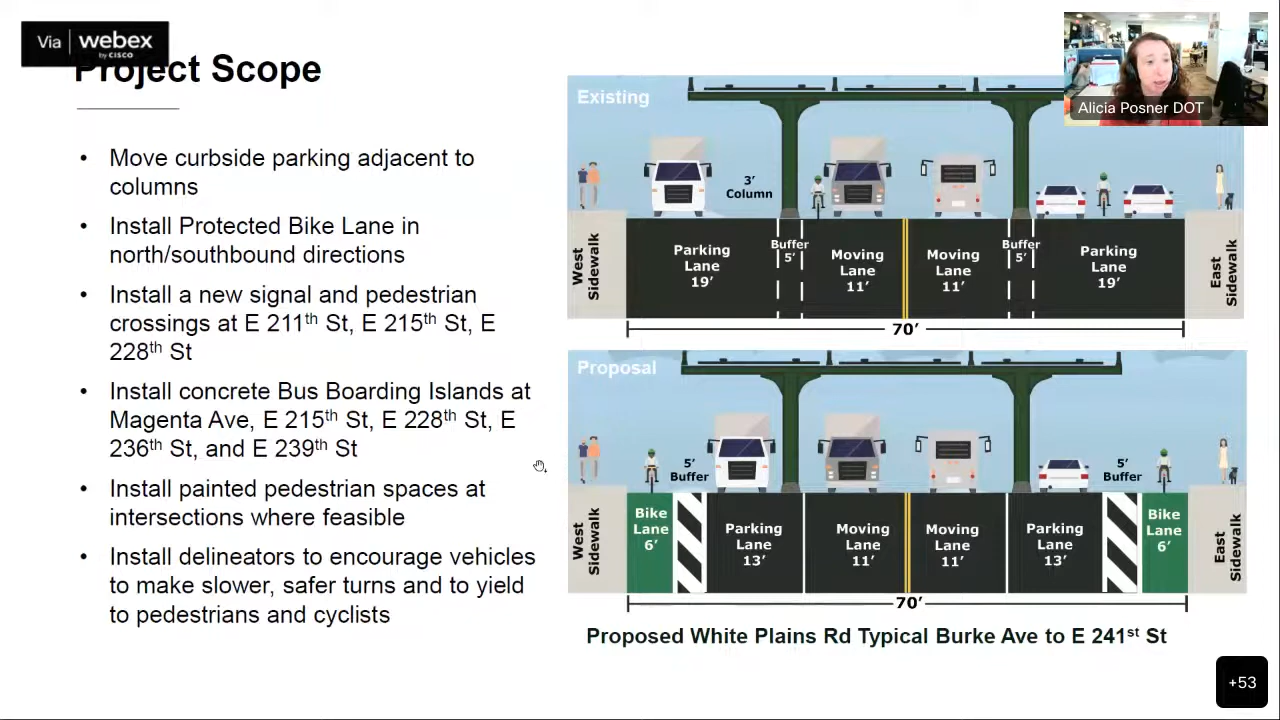 Via webex
by CISCO
Project Scope
• Move curbside parking adjacent to
columns
• Install Protected Bike Lane in
north/southbound directions
• Install a new signal and pedestrian
crossings at E 211th St, E 215th St, E
228th St
• Install concrete Bus Boarding Islands at
Magenta Ave, E 215th St, E 228th St, E
236th St, and E 239th St
• Install painted pedestrian spaces at
intersections where feasible
• Install delineators to encourage vehicles
to make slower, safer turns and to yield
to pedestrians and cyclists
Existing
3'
Column
West
Sidewalk
Parking
Lane
19'
Buffer
5'
Moving
Lane
11'
Moving
Lane
11'
Buffer
5'
Parking
Lane
19'
East
Sidewalk
70'
Proposal
5'
Buffer
5'
Buffer
West
Sidewalk
Bike
Lane
6'
Parking
Lane
13'
Moving
Lane
11'
Moving
Lane
11'
Parking
Lane
13'
Bike
Lane
6'
East
Sidewalk
70'
Proposed White Plains Rd Typical Burke Ave to E 241st St
Alicia Posner DOT
+53